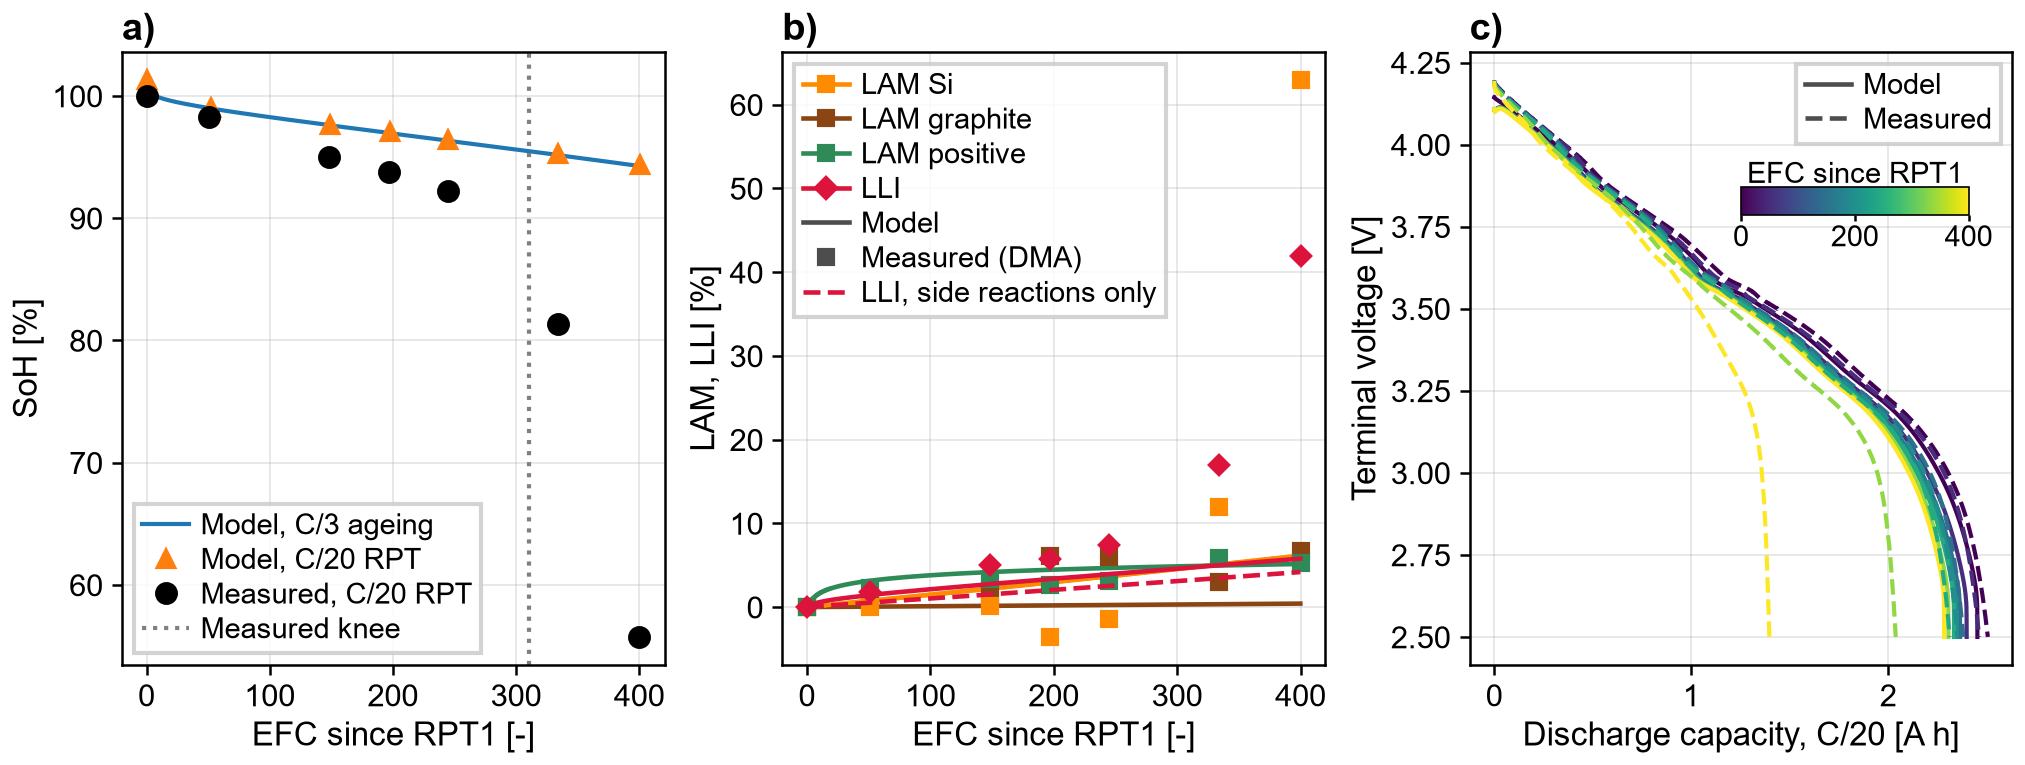 a)
SoH [%]
100
90
80
70
60
Model, C/3 ageing
Model, C/20 RPT
Measured, C/20 RPT
Measured knee
0
100
200
300
400
EFC since RPT1 [-]
b)
LAM, LLI [%]
60
50
40
30
20
10
0
LAM Si
LAM graphite
LAM positive
LLI
Model
Measured (DMA)
LLI, side reactions only
0
100
200
300
400
EFC since RPT1 [-]
c)
Terminal voltage [V]
4.25
4.00
3.75
3.50
3.25
3.00
2.75
2.50
Model
Measured
EFC since RPT1
0
200
400
0
1
2
Discharge capacity, C/20 [A h]